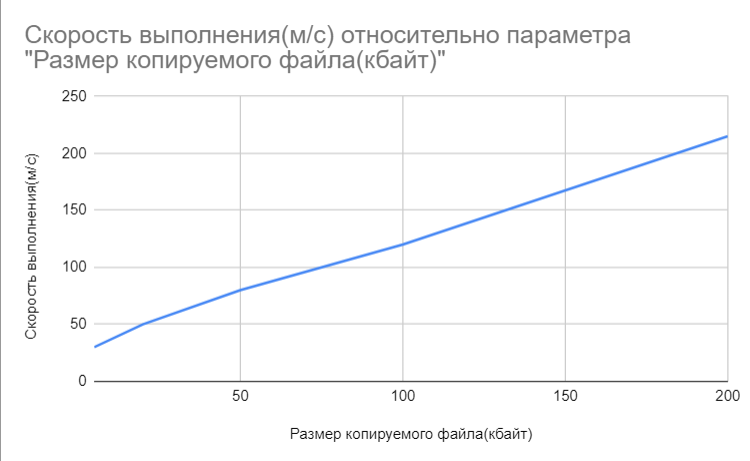 Скорость выполнения(м/с) относительно параметра
"Размер копируемого файла(кбайт)"
250
200
150
100
50
0
Скорость выполнения(м/с)
50
100
150
200
Размер копируемого файла(кбайт)